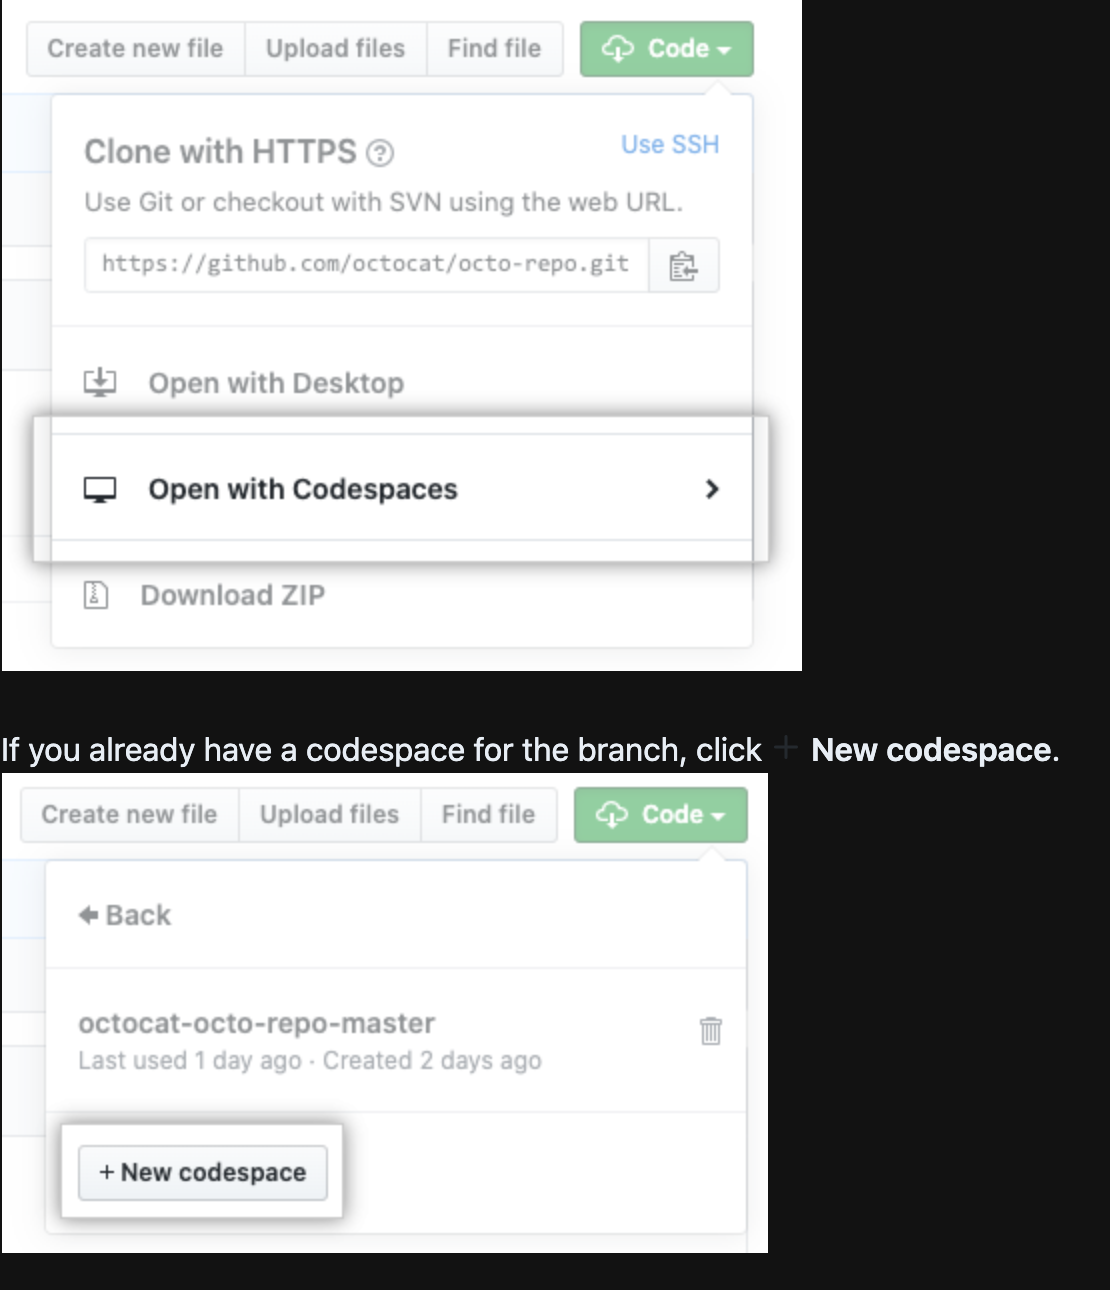 Create new file Upload files Find file Code
Clone with HTTPS ? Use SSH
Use Git or checkout with SVN using the web URL.
https://github.com/octocat/octo-repo.git
Open with Desktop
Open with Codespaces
Download ZIP
If you already have a codespace for the branch, click + New codespace.
Create new file Upload files Find file Code
Back
octocat-octo-repo-master
Last used 1 day ago · Created 2 days ago
+ New codespace